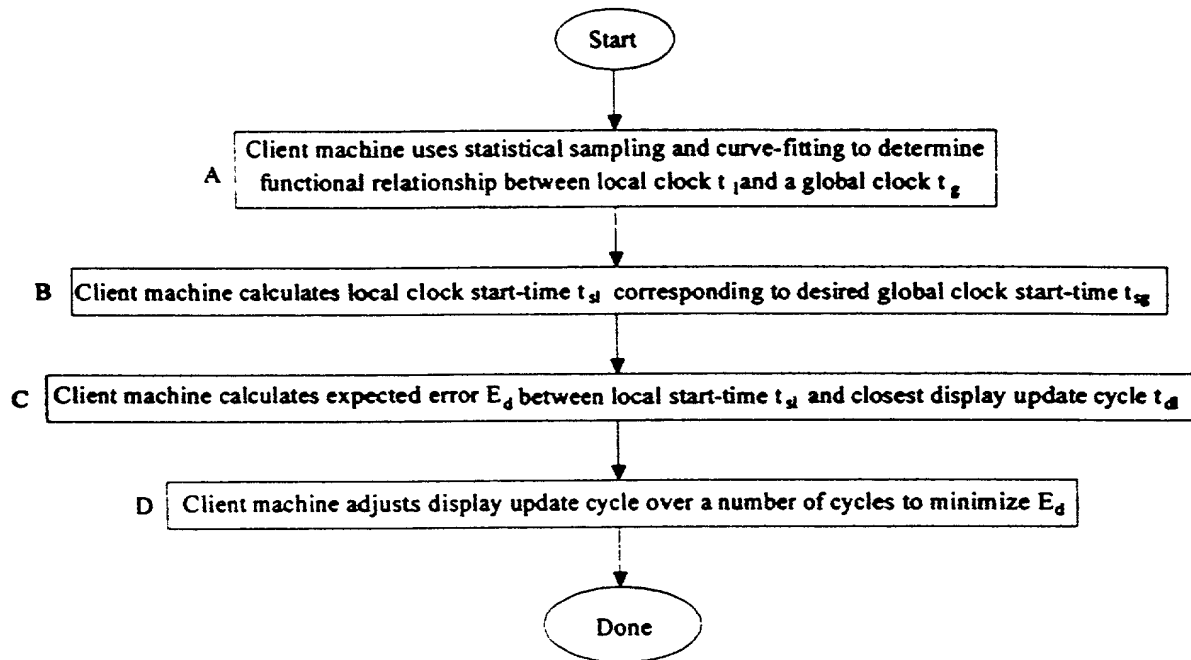 Start
A
Client machine uses statistical sampling and curve-fitting to determine
functional relationship between local clock t l and a global clock t g
B Client machine calculates local clock start-time t sl corresponding to desired global clock start-time t sg
C Client machine calculates expected error E d between local start-time t sl and closest display update cycle t dl
D Client machine adjusts display update cycle over a number of cycles to minimize E d
Done